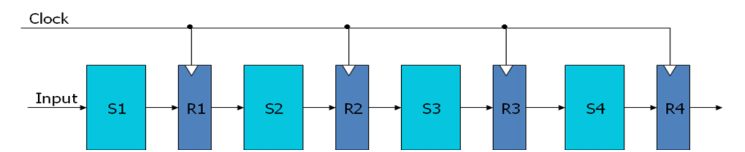 Clock
Input S1 R1 S2 R2 S3 R3 S4 R4